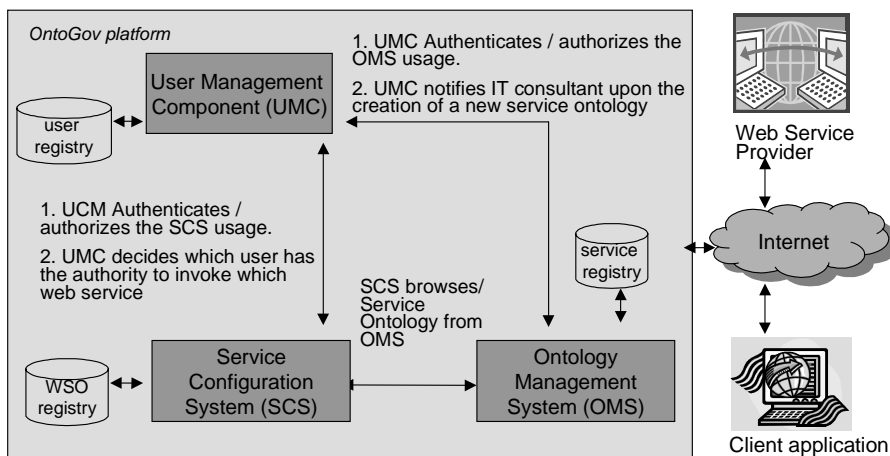 OntoGov platform
User Management
Component (UMC)
user
registry
1. UMC Authenticates / authorizes the
OMS usage.
2. UMC notifies IT consultant upon the
creation of a new service ontology
Web Service
Provider
1. UCM Authenticates /
authorizes the SCS usage.
2. UMC decides which user has
the authority to invoke which
web service
service
registry
Internet
SCS browses/
Service
Ontology from
OMS
WSO
registry
Service
Configuration
System (SCS)
Ontology
Management
System (OMS)
Client application